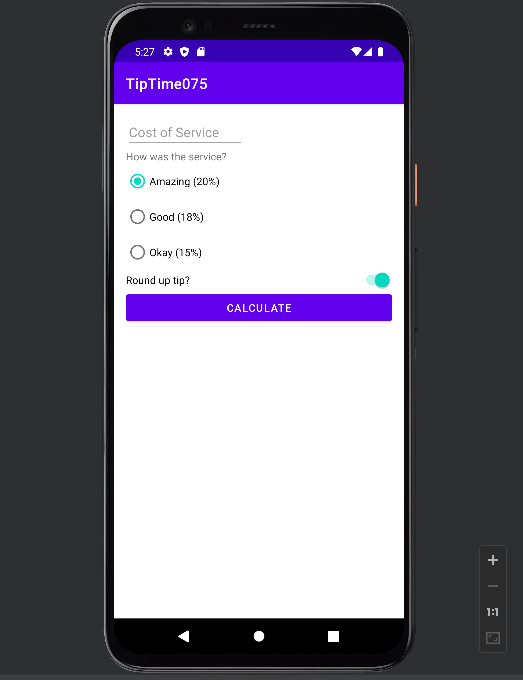 5:27
TipTime075
Cost of Service
How was the service?
Amazing (20%)
Good (18%)
Okay (15%)
Round up tip?
CALCULATE
1:1